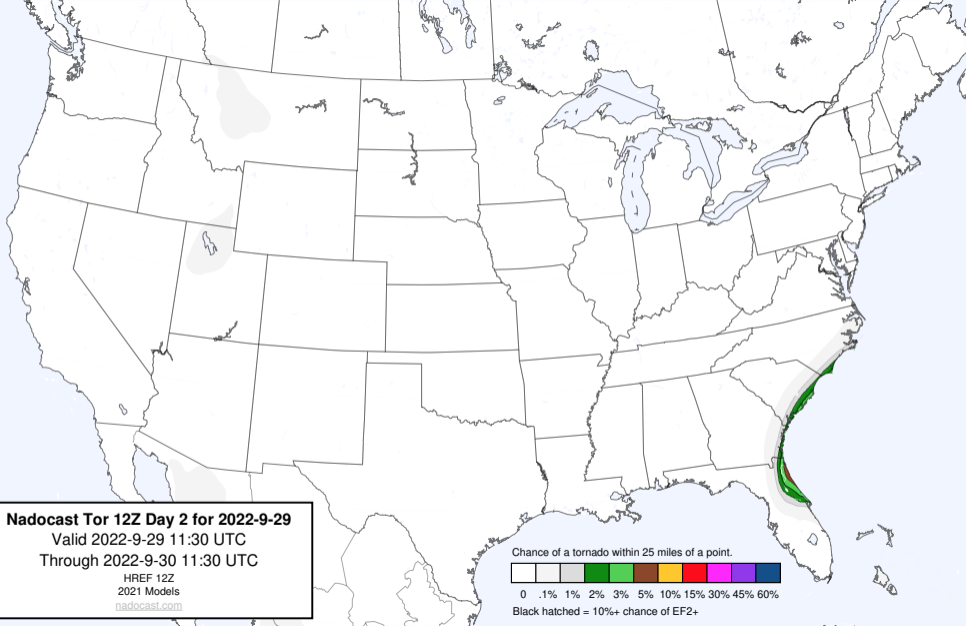 Nadocast Tor 12Z Day 2 for 2022-9-29
Valid 2022-9-29 11:30 UTC
Through 2022-9-30 11:30 UTC
HREF 12Z
2021 Models
nadocast.com
Chance of a tornado within 25 miles of a point.
0 .1% 1% 2% 3% 5% 10% 15% 30% 45% 60%
Black hatched = 10%+ chance of EF2+